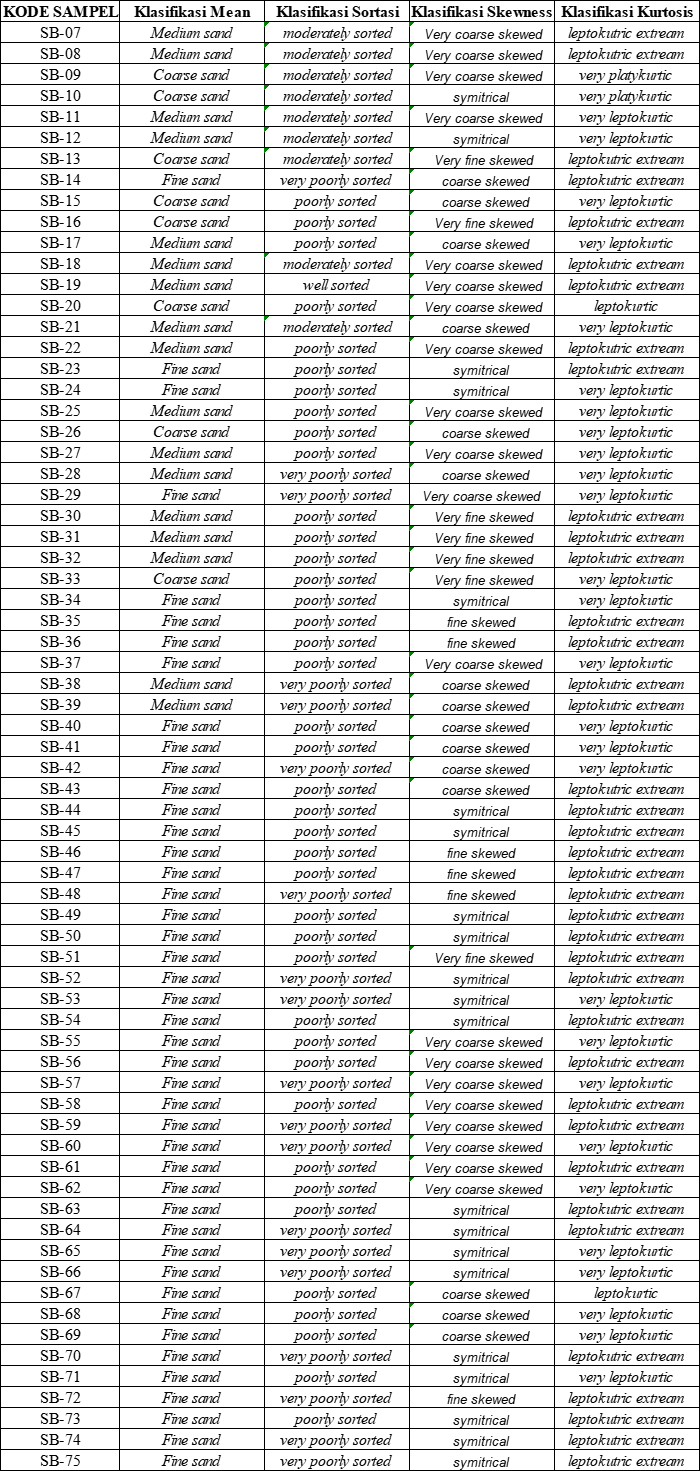 KODE SAMPEL Klasifikasi Mean Klasifikasi Sortasi Klasifikasi Skewness Klasifikasi Kurtosis
SB-07 Medium sand moderately sorted Very coarse skewed leptokutric extream
SB-08 Medium sand moderately sorted Very coarse skewed leptokutric extream
SB-09 Coarse sand moderately sorted Very coarse skewed very platykurtic
SB-10 Coarse sand moderately sorted symitrical very platykurtic
SB-11 Medium sand moderately sorted Very coarse skewed very leptokurtic
SB-12 Medium sand moderately sorted symitrical very leptokurtic
SB-13 Coarse sand moderately sorted Very fine skewed leptokutric extream
SB-14 Fine sand very poorly sorted coarse skewed leptokutric extream
SB-15 Coarse sand poorly sorted coarse skewed very leptokurtic
SB-16 Coarse sand poorly sorted Very fine skewed leptokutric extream
SB-17 Medium sand poorly sorted coarse skewed very leptokurtic
SB-18 Medium sand moderately sorted Very coarse skewed leptokutric extream
SB-19 Medium sand well sorted Very coarse skewed leptokutric extream
SB-20 Coarse sand poorly sorted Very coarse skewed leptokurtic
SB-21 Medium sand moderately sorted coarse skewed very leptokurtic
SB-22 Medium sand poorly sorted Very coarse skewed leptokutric extream
SB-23 Fine sand poorly sorted symitrical leptokutric extream
SB-24 Fine sand poorly sorted symitrical very leptokurtic
SB-25 Medium sand poorly sorted Very coarse skewed very leptokurtic
SB-26 Coarse sand poorly sorted coarse skewed very leptokurtic
SB-27 Medium sand poorly sorted Very coarse skewed very leptokurtic
SB-28 Medium sand very poorly sorted coarse skewed very leptokurtic
SB-29 Fine sand very poorly sorted Very coarse skewed very leptokurtic
SB-30 Medium sand poorly sorted Very fine skewed leptokutric extream
SB-31 Medium sand poorly sorted Very fine skewed leptokutric extream
SB-32 Medium sand poorly sorted Very fine skewed leptokutric extream
SB-33 Coarse sand poorly sorted Very fine skewed very leptokurtic
SB-34 Fine sand poorly sorted symitrical very leptokurtic
SB-35 Fine sand poorly sorted fine skewed leptokutric extream
SB-36 Fine sand poorly sorted fine skewed leptokutric extream
SB-37 Fine sand poorly sorted Very coarse skewed very leptokurtic
SB-38 Medium sand very poorly sorted coarse skewed leptokutric extream
SB-39 Medium sand very poorly sorted coarse skewed leptokutric extream
SB-40 Fine sand poorly sorted coarse skewed very leptokurtic
SB-41 Fine sand poorly sorted coarse skewed very leptokurtic
SB-42 Fine sand very poorly sorted coarse skewed very leptokurtic
SB-43 Fine sand poorly sorted coarse skewed leptokutric extream
SB-44 Fine sand poorly sorted symitrical leptokutric extream
SB-45 Fine sand poorly sorted symitrical leptokutric extream
SB-46 Fine sand poorly sorted fine skewed leptokutric extream
SB-47 Fine sand poorly sorted fine skewed leptokutric extream
SB-48 Fine sand very poorly sorted fine skewed leptokutric extream
SB-49 Fine sand poorly sorted symitrical leptokutric extream
SB-50 Fine sand poorly sorted symitrical leptokutric extream
SB-51 Fine sand poorly sorted Very fine skewed leptokutric extream
SB-52 Fine sand very poorly sorted symitrical leptokutric extream
SB-53 Fine sand very poorly sorted symitrical very leptokurtic
SB-54 Fine sand poorly sorted symitrical leptokutric extream
SB-55 Fine sand poorly sorted Very coarse skewed very leptokurtic
SB-56 Fine sand poorly sorted Very coarse skewed leptokutric extream
SB-57 Fine sand very poorly sorted Very coarse skewed very leptokurtic
SB-58 Fine sand poorly sorted Very coarse skewed leptokutric extream
SB-59 Fine sand very poorly sorted Very coarse skewed leptokutric extream
SB-60 Fine sand very poorly sorted Very coarse skewed very leptokurtic
SB-61 Fine sand poorly sorted Very coarse skewed leptokutric extream
SB-62 Fine sand poorly sorted Very coarse skewed very leptokurtic
SB-63 Fine sand poorly sorted symitrical leptokutric extream
SB-64 Fine sand very poorly sorted symitrical leptokutric extream
SB-65 Fine sand very poorly sorted symitrical very leptokurtic
SB-66 Fine sand very poorly sorted symitrical very leptokurtic
SB-67 Fine sand poorly sorted coarse skewed leptokurtic
SB-68 Fine sand poorly sorted coarse skewed very leptokurtic
SB-69 Fine sand poorly sorted coarse skewed very leptokurtic
SB-70 Fine sand very poorly sorted symitrical leptokutric extream
SB-71 Fine sand poorly sorted symitrical very leptokurtic
SB-72 Fine sand very poorly sorted fine skewed leptokutric extream
SB-73 Fine sand poorly sorted symitrical leptokutric extream
SB-74 Fine sand very poorly sorted symitrical leptokutric extream
SB-75 Fine sand very poorly sorted symitrical leptokutric extream